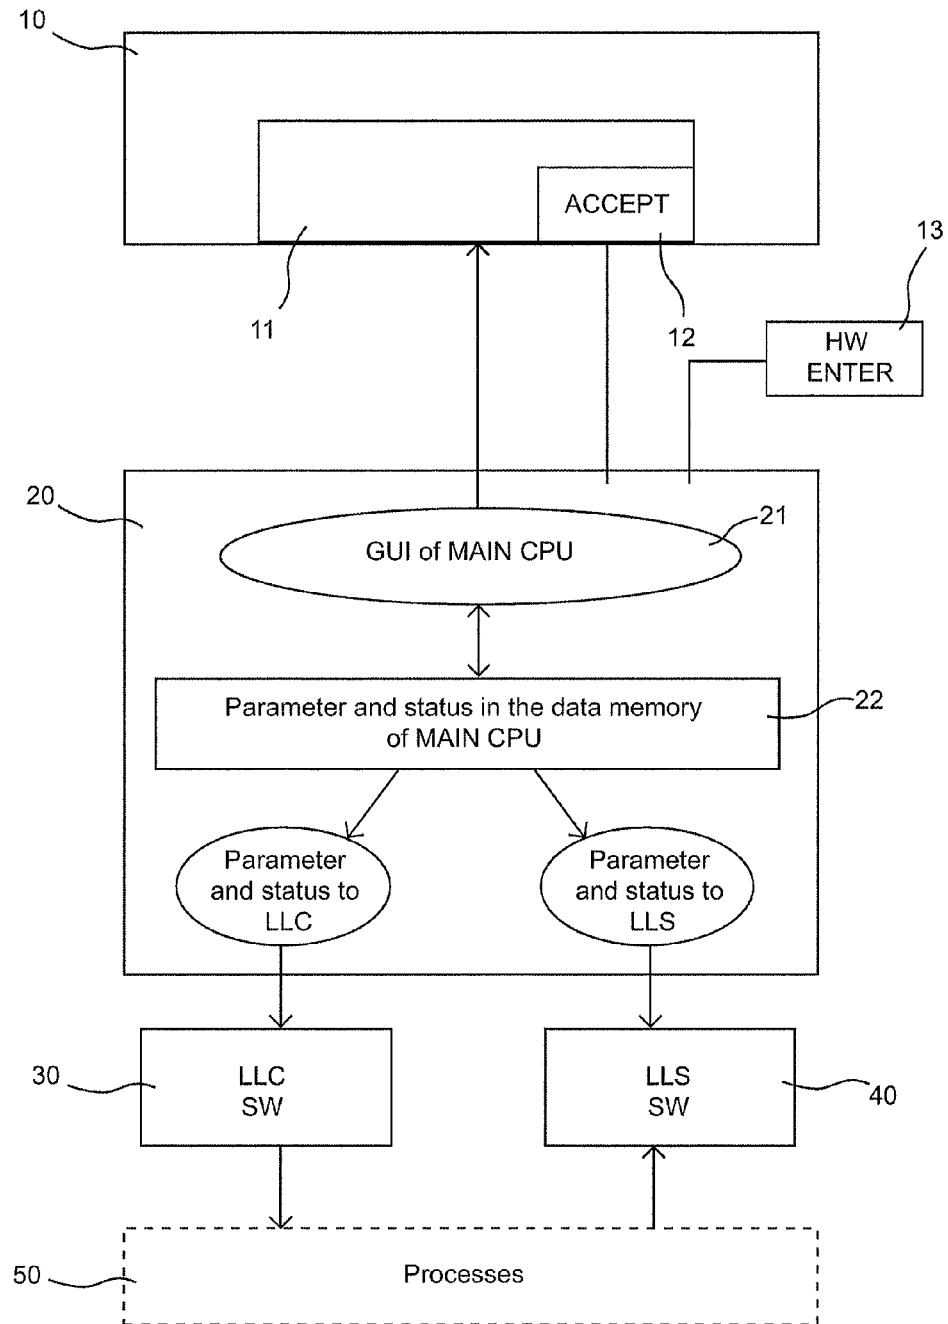 10
ACCEPT
13
11
12
HW
ENTER
20
21
GUI of MAIN CPU
Parameter and status in the data memory
of MAIN CPU
22
Parameter
and status to
LLC
Parameter
and status to
LLS
30
LLC
SW
LLS
SW
40
50
Processes